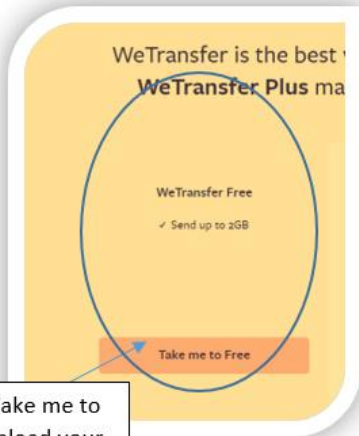 WeTransfer is the best
WeTransfer Plus ma
WeTransfer Free
✓ Send up to 2GB
Take me to Free
ake me to
pload your